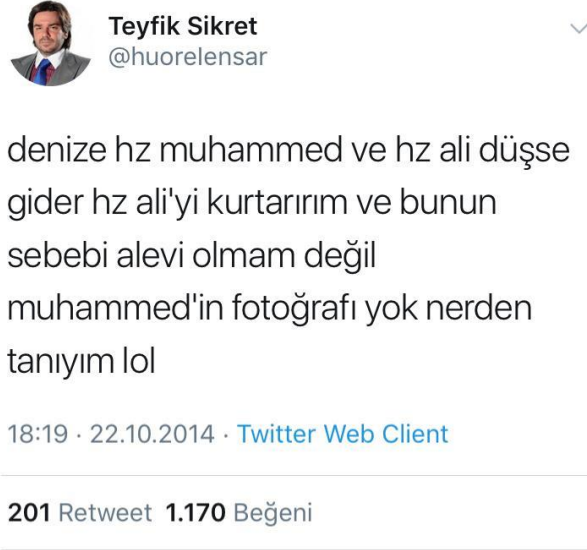 Teyfik Sikret
@huorelensar
denize hz muhammed ve hz ali düşse
gider hz ali'yi kurtarırım ve bunun
sebebi alevi olmam değil
muhammed'in fotoğrafı yok nerden
tanıyım lol
18:19 · 22.10.2014 · Twitter Web Client
201 Retweet 1.170 Beğeni